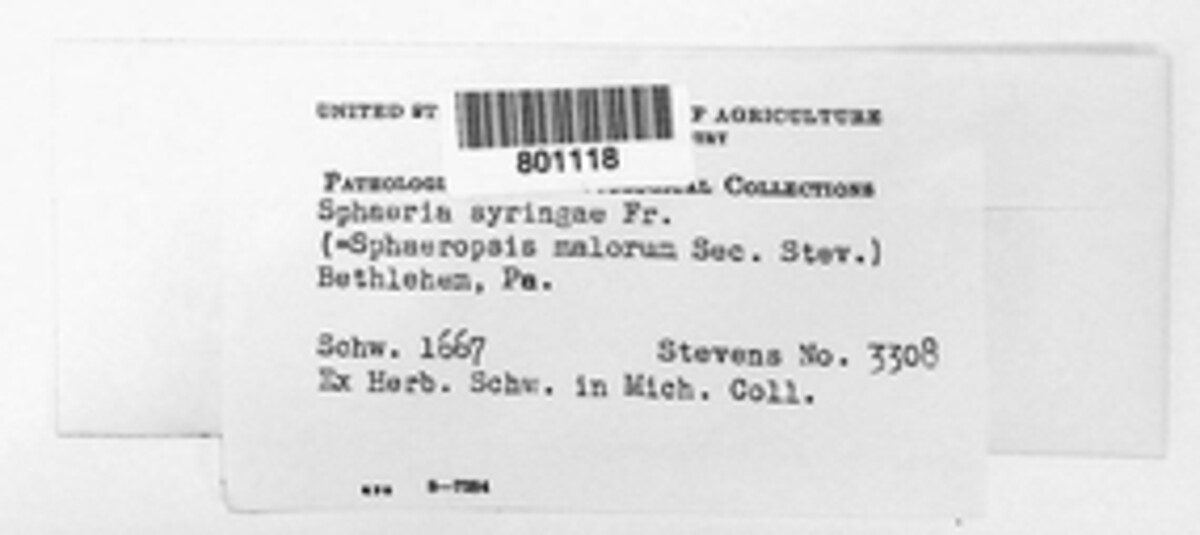 UNITED ST F AGRICULTURE
801118
COLLECTIONS
Sphaeria syringae Fr.
(=Sphaeropsis malorum Sec. Stev.)
Bethlehem, Pa.
Schw. 1667 Stevens No. 3308
Ex Herb. Schw. in Mich. Coll.